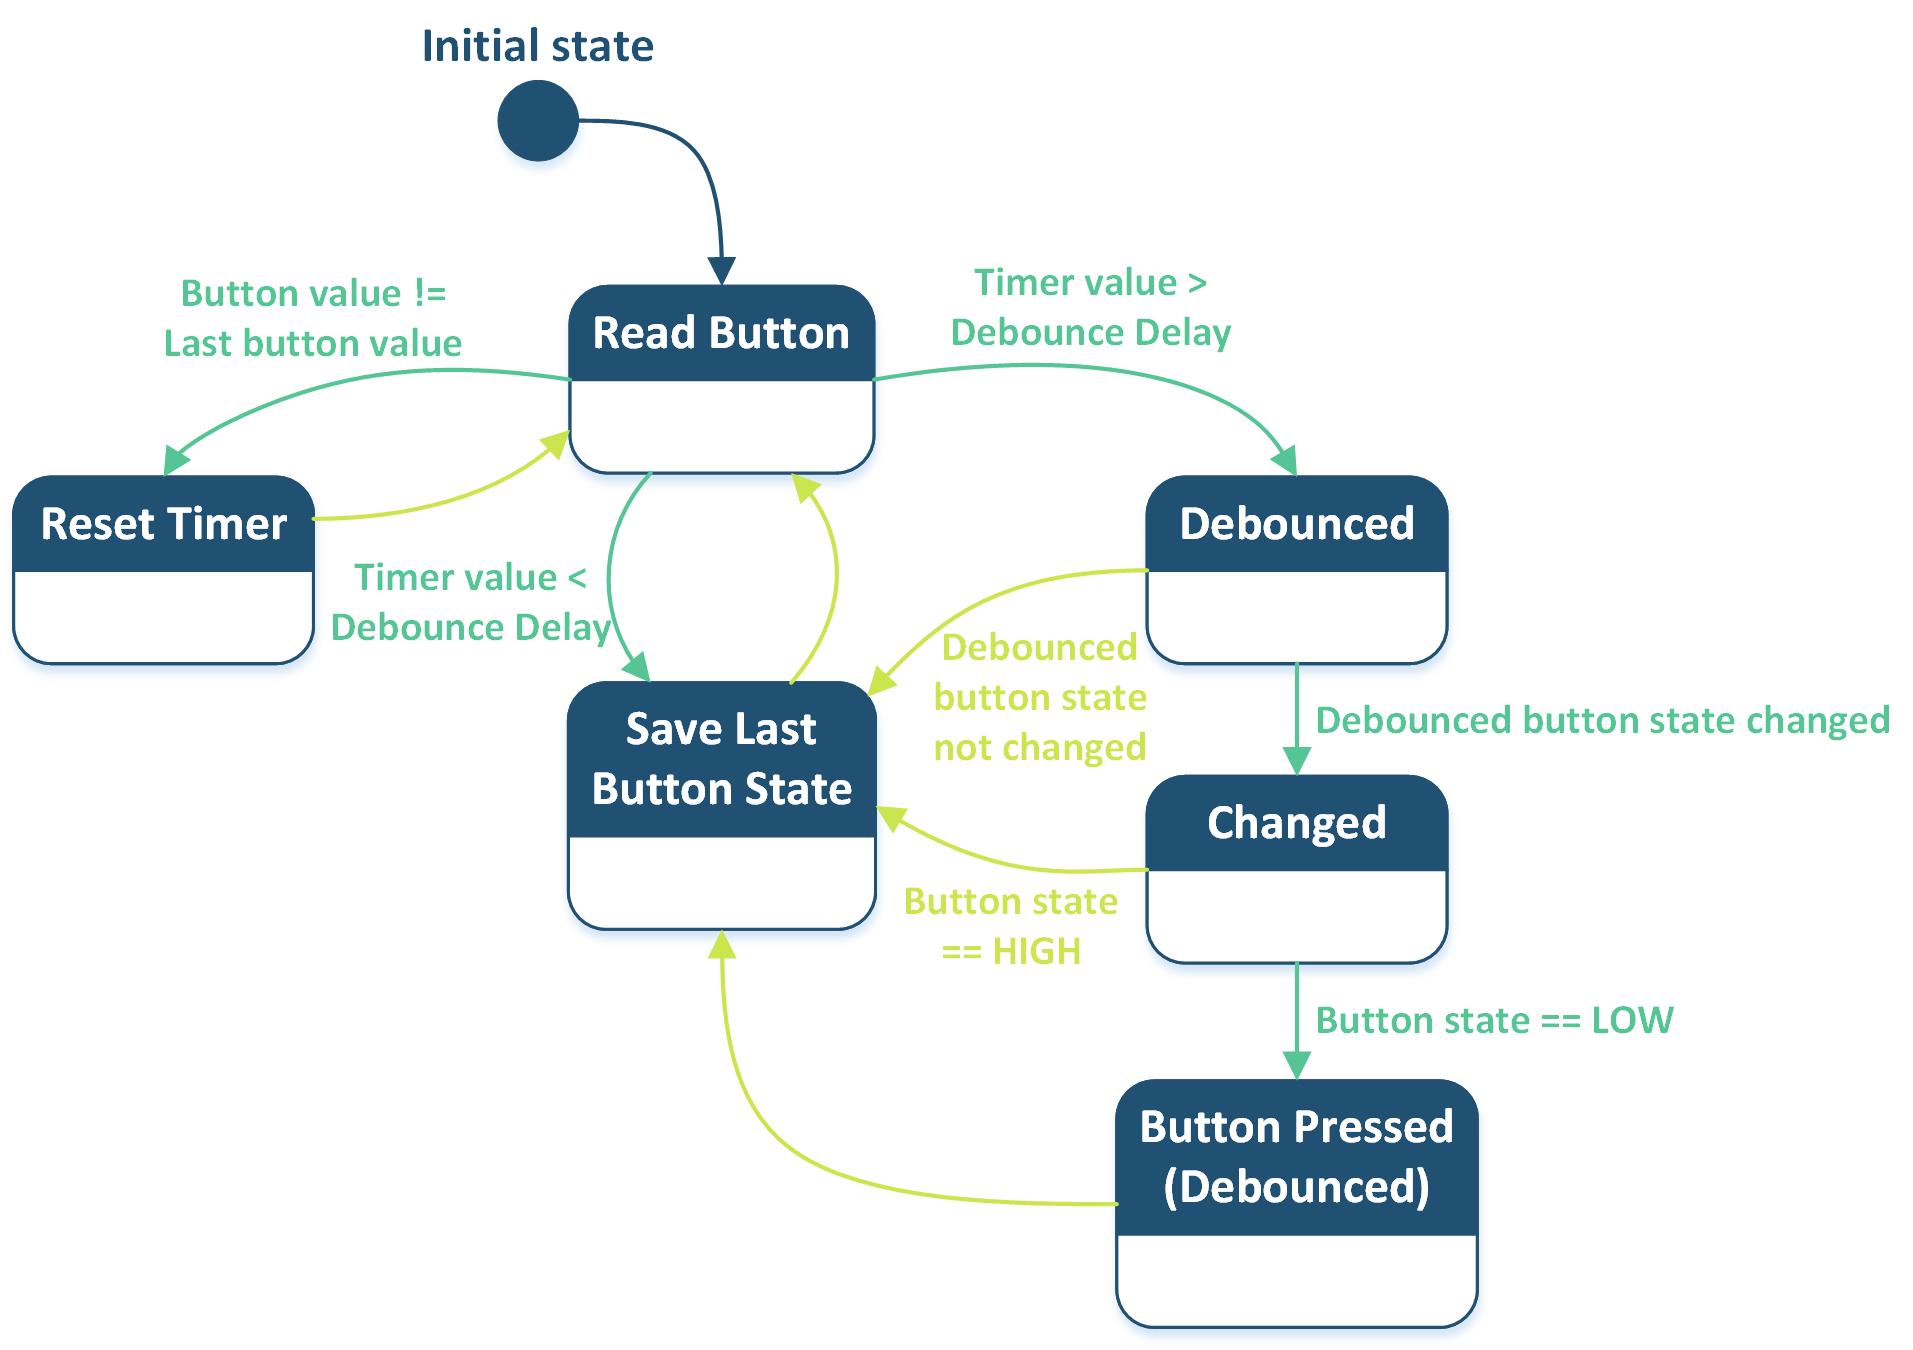 Initial state
Button value !=
Last button value
Read Button
Timer value >
Debounce Delay
Reset Timer
Timer value <
Debounce Delay
Debounced
Debounced
button state
not changed
Debounced button state changed
Save Last
Button State
Changed
Button state
== HIGH
Button state == LOW
Button Pressed
(Debounced)